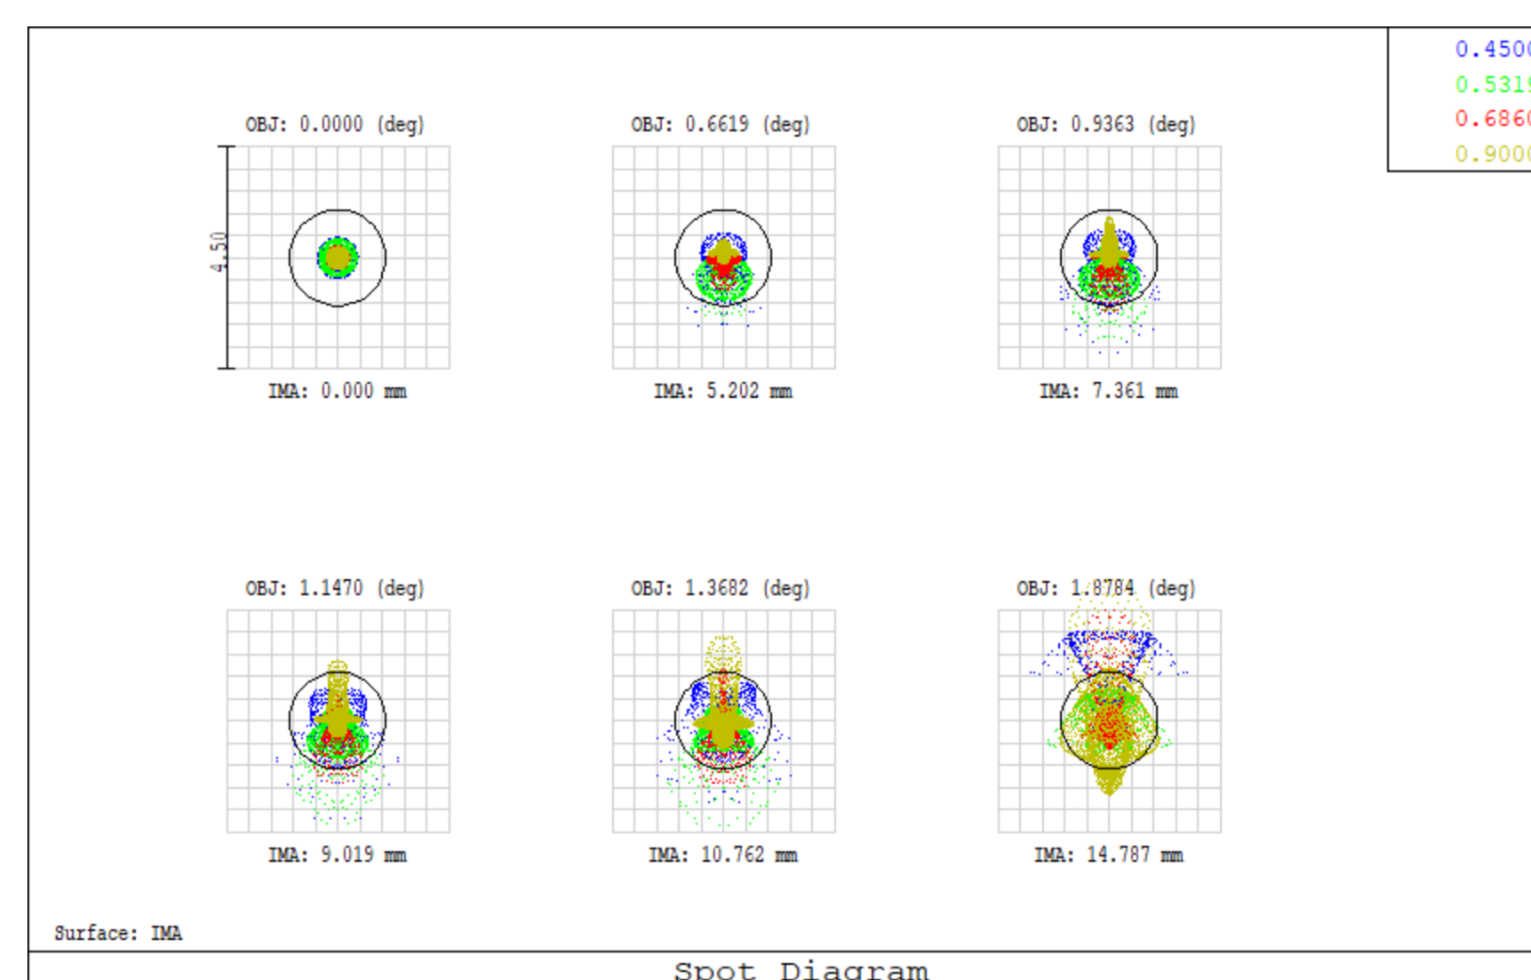 0.450
0.531
0.686
0.900
OBJ: 0.0000 (deg)
OBJ: 0.6619 (deg)
OBJ: 0.9363 (deg)
4.50
IMA: 0.000 mm
IMA: 5.202 mm
IMA: 7.361 mm
OBJ: 1.1470 (deg)
OBJ: 1.3682 (deg)
OBJ: 1.8784 (deg)
IMA: 9.019 mm
IMA: 10.762 mm
IMA: 14.787 mm
Surface: IMA
Spot Diagram